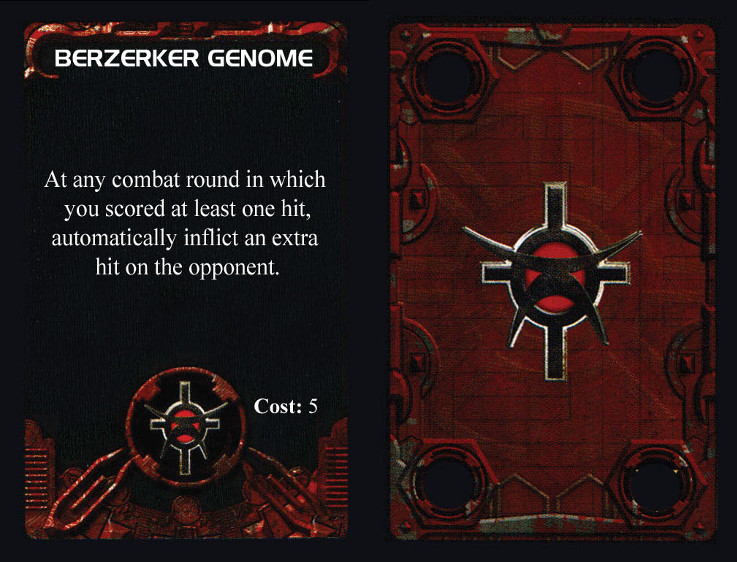 BERZERKER GENOME
At any combat round in which
you scored at least one hit,
automatically inflict an extra
hit on the opponent.
Cost: 5